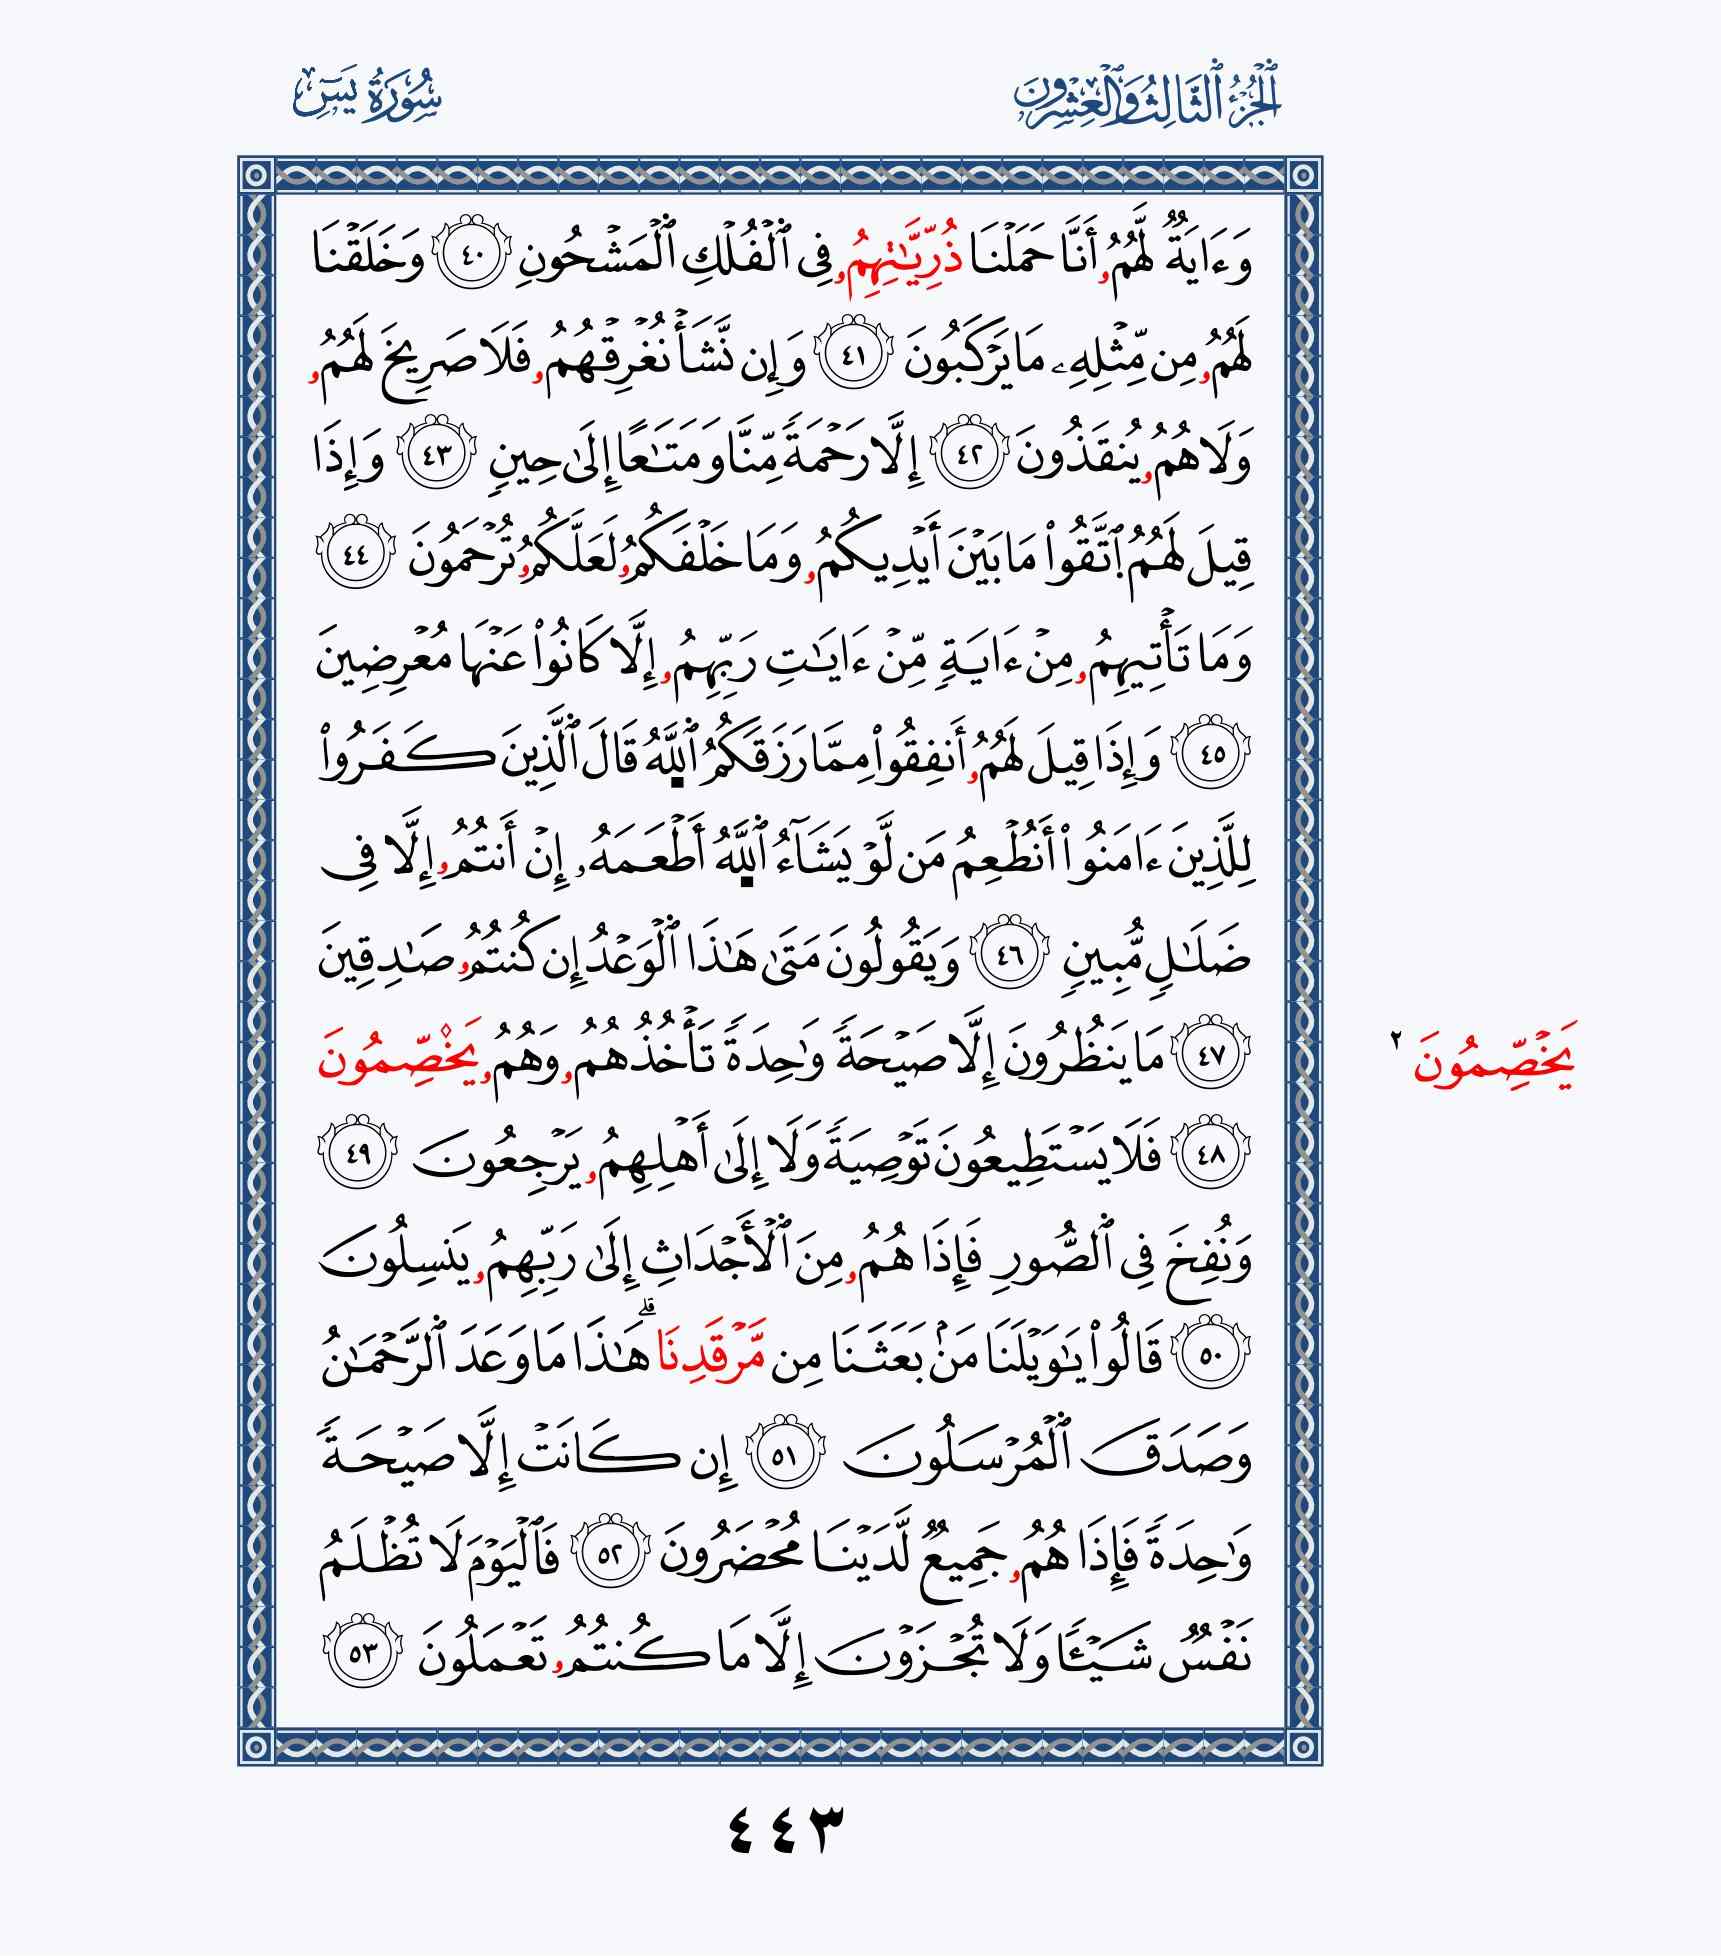 ٱلۡجُزۡءُ ٱلثَّالِثُ وَٱلۡعِشۡرُونَ
سُورَةُ يسٓ
وَءَايَةٞ لَّهُمُۥ أَنَّا حَمَلۡنَا ذُرِّيَّٰتِهِمُۥ فِي ٱلۡفُلۡكِ ٱلۡمَشۡحُونِ ٤٠ وَخَلَقۡنَا
لَهُمُۥ مِن مِّثۡلِهِۦ مَا يَرۡكَبُونَ ٤١ وَإِن نَّشَأۡ نُغۡرِقۡهُمُۥ فَلَا صَرِيخَ لَهُمُۥ
وَلَا هُمُۥ يُنقَذُونَ ٤٢ إِلَّا رَحۡمَةٗ مِّنَّا وَمَتَٰعًا إِلَىٰ حِينٖ ٤٣ وَإِذَا
قِيلَ لَهُمُ ٱتَّقُواْ مَا بَيۡنَ أَيۡدِيكُمُۥ وَمَا خَلۡفَكُمُۥ لَعَلَّكُمُۥ تُرۡحَمُونَ ٤٤
وَمَا تَأۡتِيهِمُۥ مِنۡ ءَايَةٖ مِّنۡ ءَايَٰتِ رَبِّهِمُۥ إِلَّا كَانُواْ عَنۡهَا مُعۡرِضِينَ
٤٥ وَإِذَا قِيلَ لَهُمُۥ أَنفِقُواْ مِمَّا رَزَقَكُمُ ٱللَّهُ قَالَ ٱلَّذِينَ كَفَرُواْ
لِلَّذِينَ ءَامَنُواْ أَنُطۡعِمُ مَن لَّوۡ يَشَآءُ ٱللَّهُ أَطۡعَمَهُۥ إِنۡ أَنتُمُۥ إِلَّا فِي
ضَلَٰلٖ مُّبِينٖ ٤٦ وَيَقُولُونَ مَتَىٰ هَٰذَا ٱلۡوَعۡدُ إِن كُنتُمُۥ صَٰدِقِينَ
٤٧ مَا يَنظُرُونَ إِلَّا صَيۡحَةٗ وَٰحِدَةٗ تَأۡخُذُهُمُۥ وَهُمُۥ يَخۡصِّمُونَ
يَخۡصِّمُونَ ٢
٤٨ فَلَا يَسۡتَطِيعُونَ تَوۡصِيَةٗ وَلَا إِلَىٰ أَهۡلِهِمُۥ يَرۡجِعُونَ ٤٩
وَنُفِخَ فِي ٱلصُّورِ فَإِذَا هُمُۥ مِنَ ٱلۡأَجۡدَاثِ إِلَىٰ رَبِّهِمُۥ يَنسِلُونَ
٥٠ قَالُواْ يَٰوَيۡلَنَا مَنۢ بَعَثَنَا مِن مَّرۡقَدِنَاۗ هَٰذَا مَا وَعَدَ ٱلرَّحۡمَٰنُ
وَصَدَقَ ٱلۡمُرۡسَلُونَ ٥١ إِن كَانَتۡ إِلَّا صَيۡحَةٗ
وَٰحِدَةٗ فَإِذَا هُمُۥ جَمِيعٞ لَّدَيۡنَا مُحۡضَرُونَ ٥٢ فَٱلۡيَوۡمَ لَا تُظۡلَمُ
نَفۡسٞ شَيۡـٔٗا وَلَا تُجۡزَوۡنَ إِلَّا مَا كُنتُمُۥ تَعۡمَلُونَ ٥٣
٤٤٣